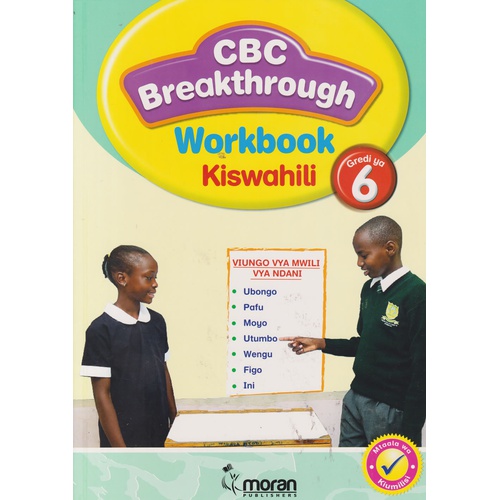 CBC
Breakthrough
Workbook
Kiswahili
Gredi ya
6
VIUNGO VYA MWILI
VYA NDANI
• Ubongo
• Pafu
• Moyo
• Utumbo
• Wengu
• Figo
• Ini
Mtaala wa
Kiumilisi
moran
PUBLISHERS